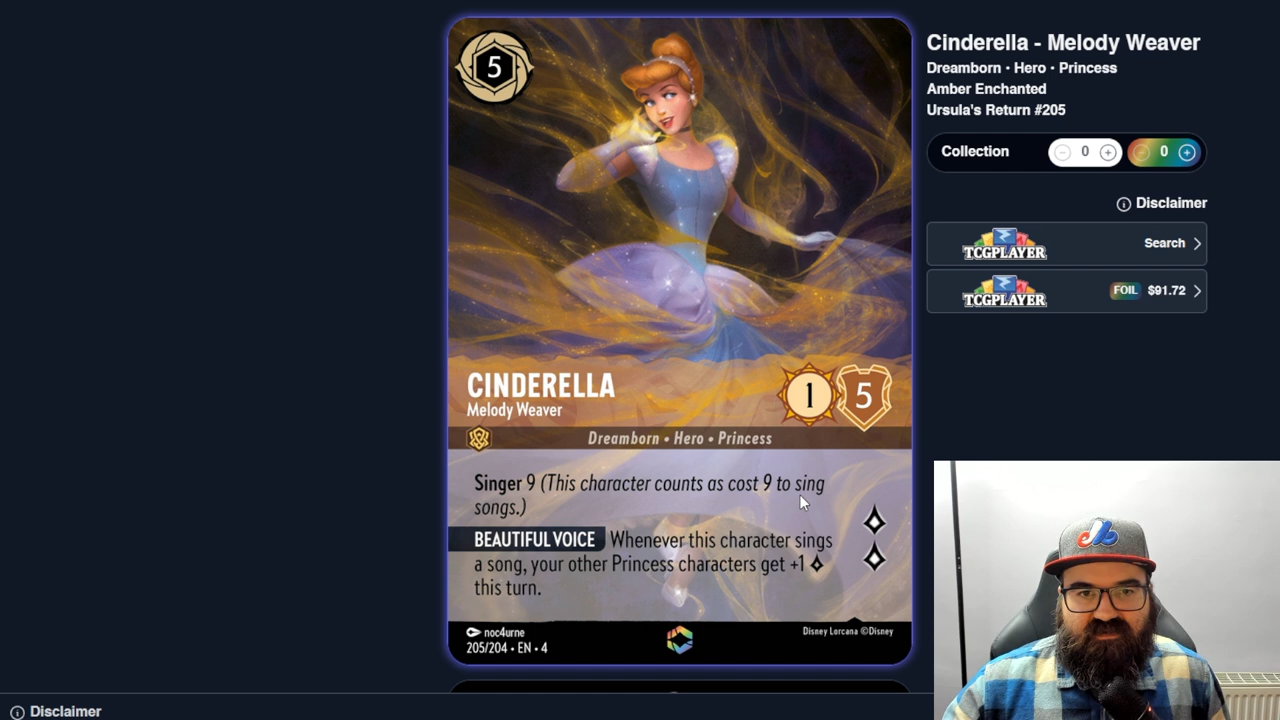 5
CINDERELLA
Melody Weaver
1
5
Dreamborn • Hero • Princess
Singer 9 (This character counts as cost 9 to sing
songs.)
BEAUTIFUL VOICE Whenever this character sings
a song, your other Princess characters get +1
this turn.
noc4urne
205/204 • EN • 4
Disney Lorcana ©Disney
Cinderella - Melody Weaver
Dreamborn • Hero • Princess
Amber Enchanted
Ursula's Return #205
Collection
0
0
Disclaimer
TCGPLAYER
Search
TCGPLAYER
FOIL $91.72
Disclaimer